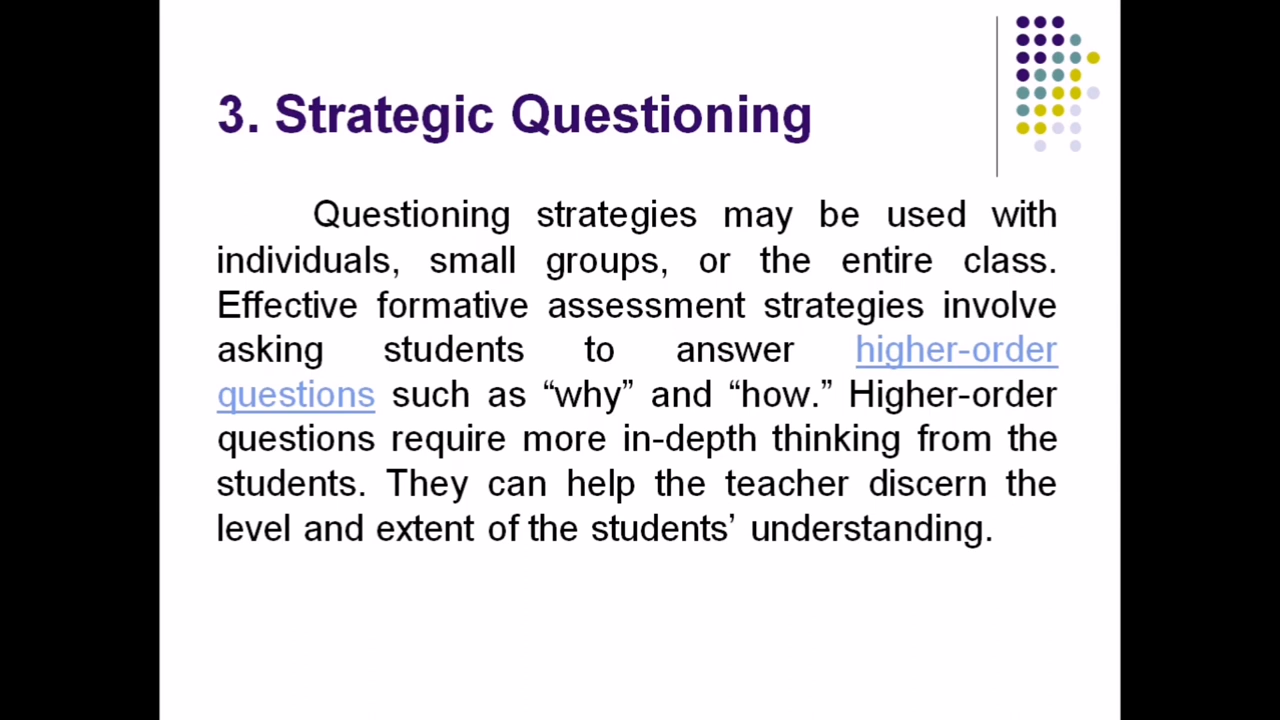 3. Strategic Questioning
Questioning strategies may be used with
individuals, small groups, or the entire class.
Effective formative assessment strategies involve
asking students to answer higher-order
questions such as “why” and “how.” Higher-order
questions require more in-depth thinking from the
students. They can help the teacher discern the
level and extent of the students’ understanding.